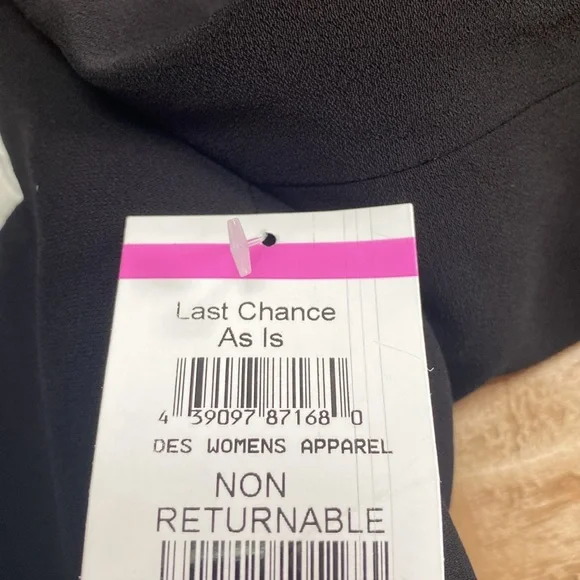 Last Chance
As Is
4 39097 87168 0
DES WOMENS APPAREL
NON
RETURNABLE